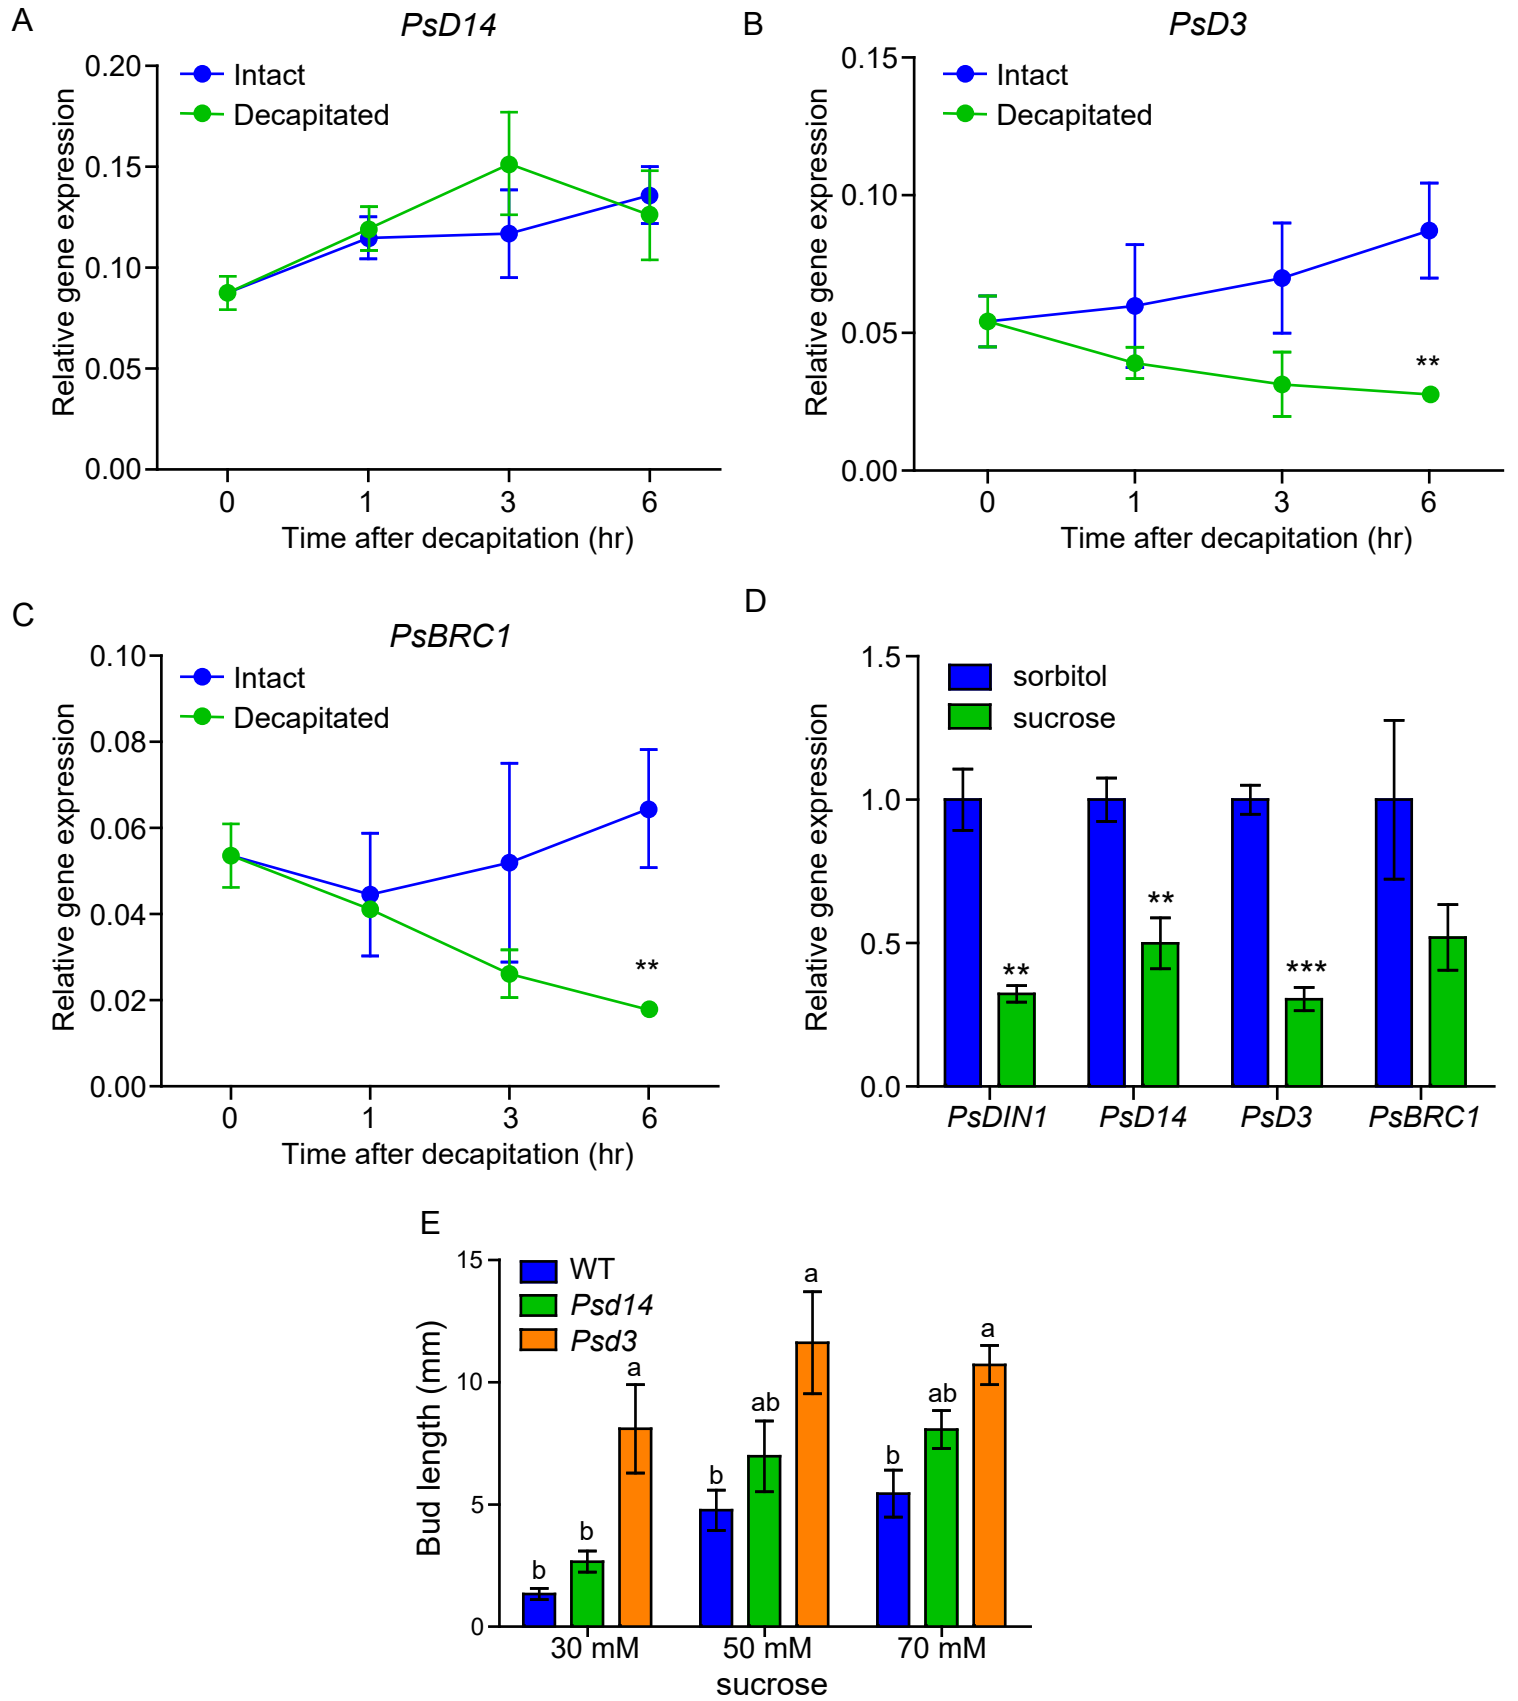 A
PsD14
0.20
0.15
0.10
0.05
0.00
Relative gene expression
Intact
Decapitated
0 1 3 6
Time after decapitation (hr)
B
PsD3
0.15
0.10
0.05
0.00
Relative gene expression
Intact
Decapitated
**
0 1 3 6
Time after decapitation (hr)
C
PsBRC1
0.10
0.08
0.06
0.04
0.02
0.00
Relative gene expression
Intact
Decapitated
**
0 1 3 6
Time after decapitation (hr)
D
1.5
1.0
0.5
0.0
Relative gene expression
sorbitol
sucrose
** ** ***
PsDIN1 PsD14 PsD3 PsBRC1
E
15
10
5
0
Bud length (mm)
WT
Psd14
Psd3
b b a b ab a b ab a
30 mM 50 mM 70 mM
sucrose